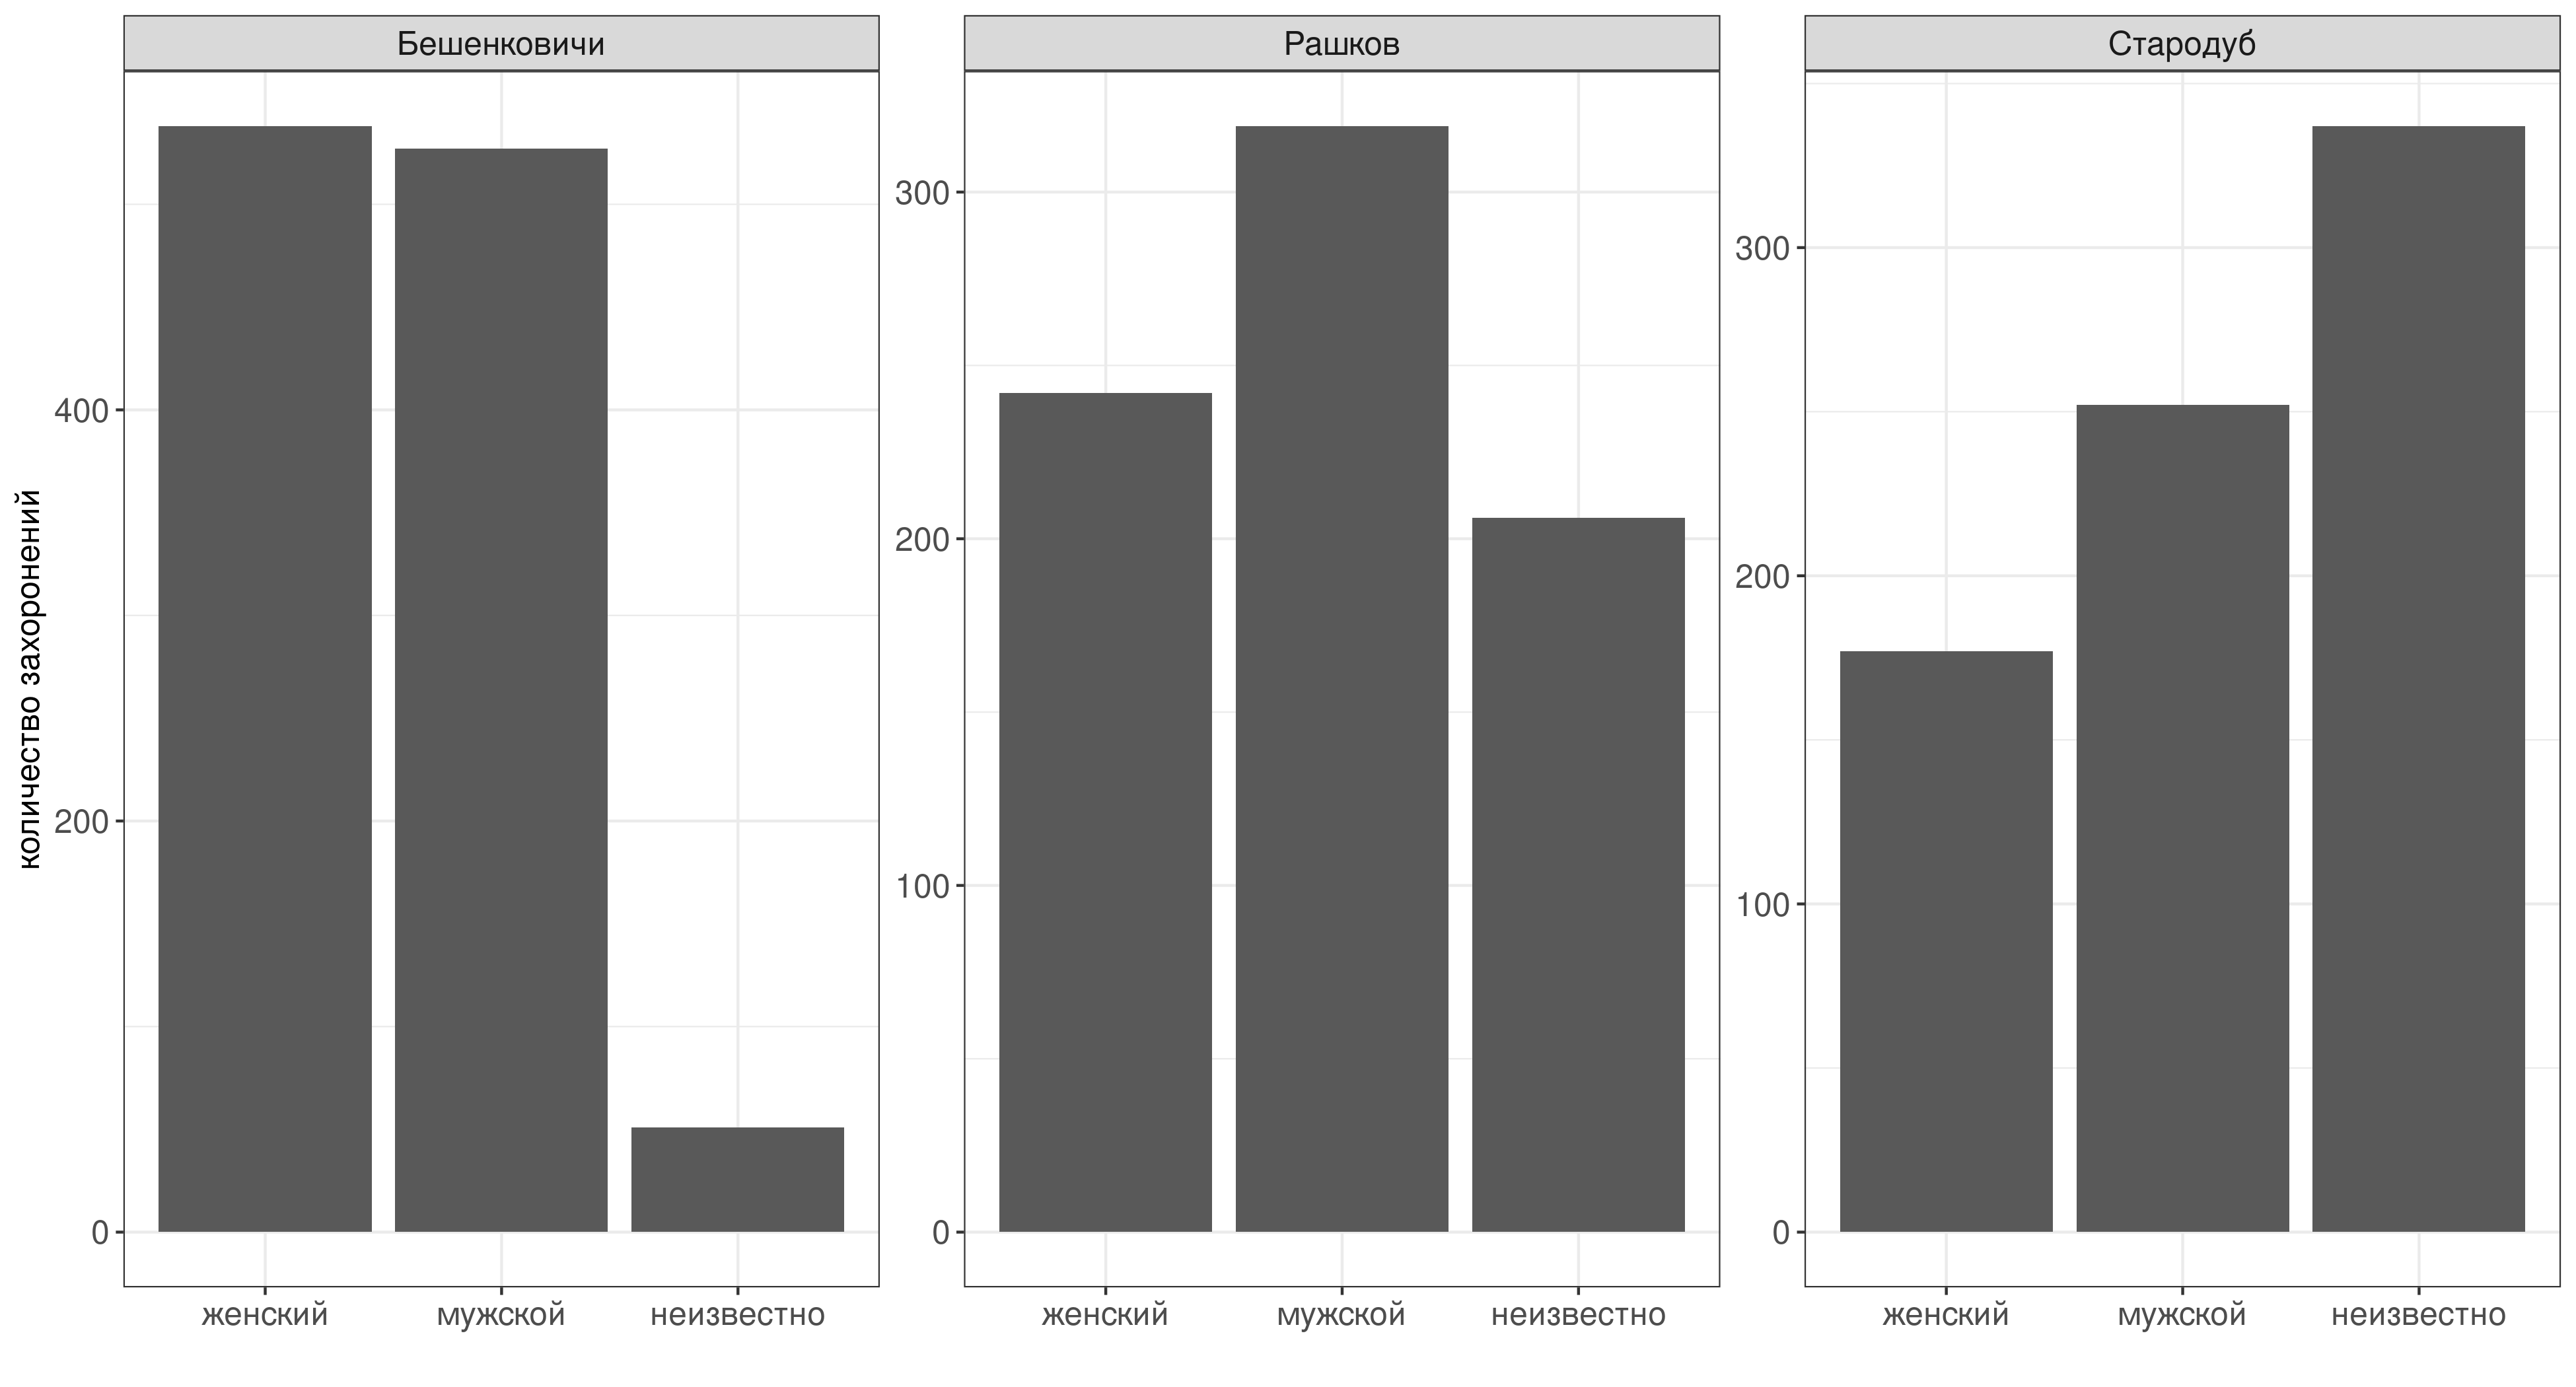 Бешенковичи
Рашков
Стародуб
количество захоронений
400
200
0
300
200
100
0
300
200
100
0
женский
мужской
неизвестно
женский
мужской
неизвестно
женский
мужской
неизвестно